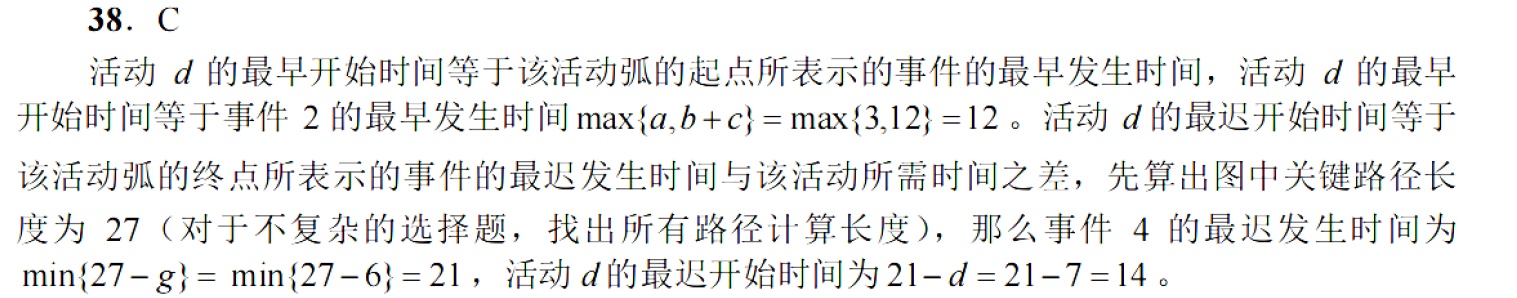 38. C
活动 d 的最早开始时间等于该活动弧的起点所表示的事件的最早发生时间，活动 d 的最早
开始时间等于事件 2 的最早发生时间 max{a,b+c}=max{3,12}=12。活动 d 的最迟开始时间等于
该活动弧的终点所表示的事件的最迟发生时间与该活动所需时间之差，先算出图中关键路径长
度为 27（对于不复杂的选择题，找出所有路径计算长度），那么事件 4 的最迟发生时间为
min{27−g}= min{27−6}=21，活动 d 的最迟开始时间为 21−d=21−7=14。